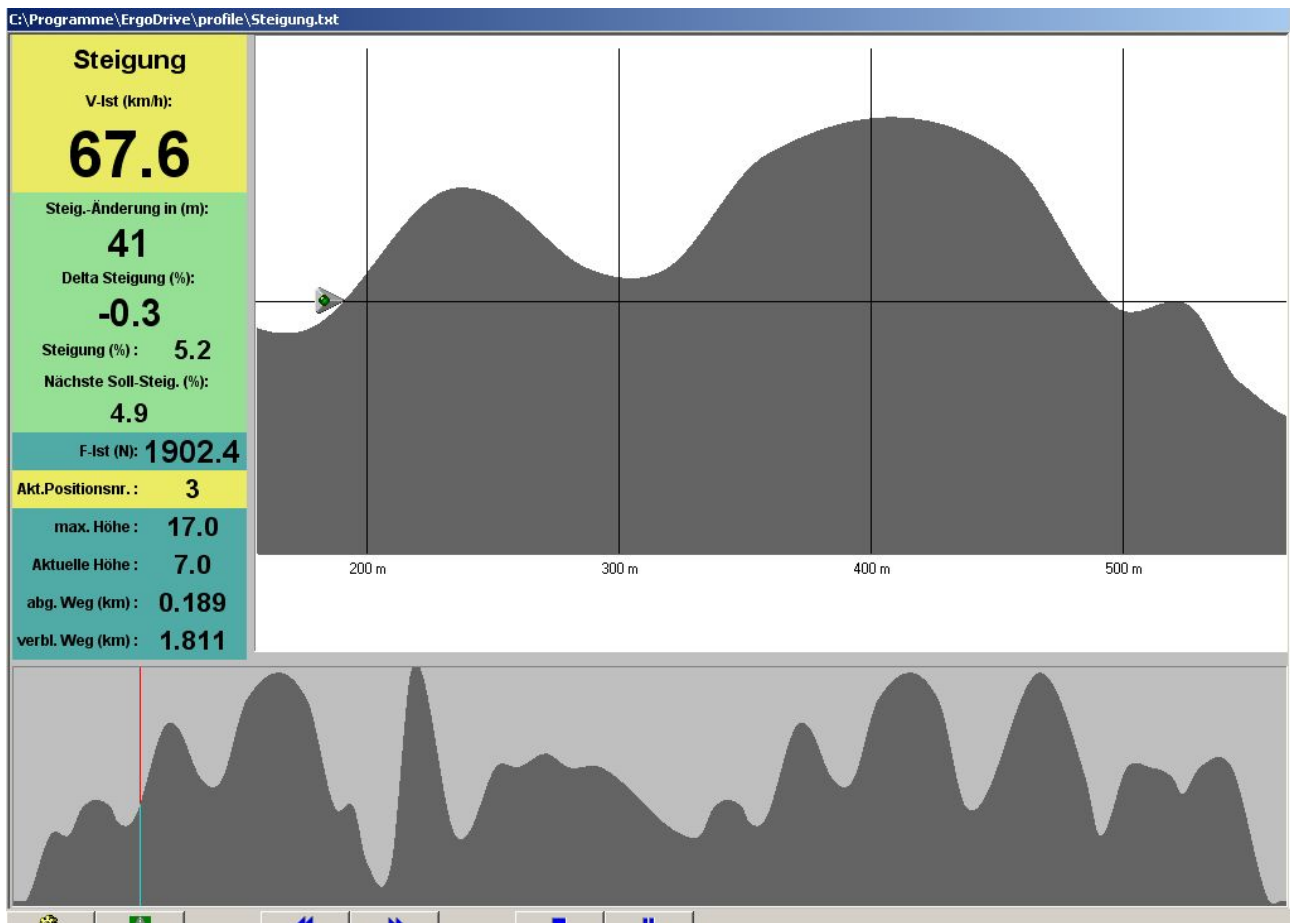 C:\Programme\ErgoDrive\profile\Steigung.txt
Steigung
V-Ist (km/h):
67.6
Steig.-Änderung in (m):
41
Delta Steigung (%):
-0.3
Steigung (%) : 5.2
Nächste Soll-Steig. (%):
4.9
F-Ist (N): 1902.4
Akt.Positionsnr. : 3
max. Höhe : 17.0
Aktuelle Höhe : 7.0
abg. Weg (km) : 0.189
verbl. Weg (km) : 1.811
200 m 300 m 400 m 500 m